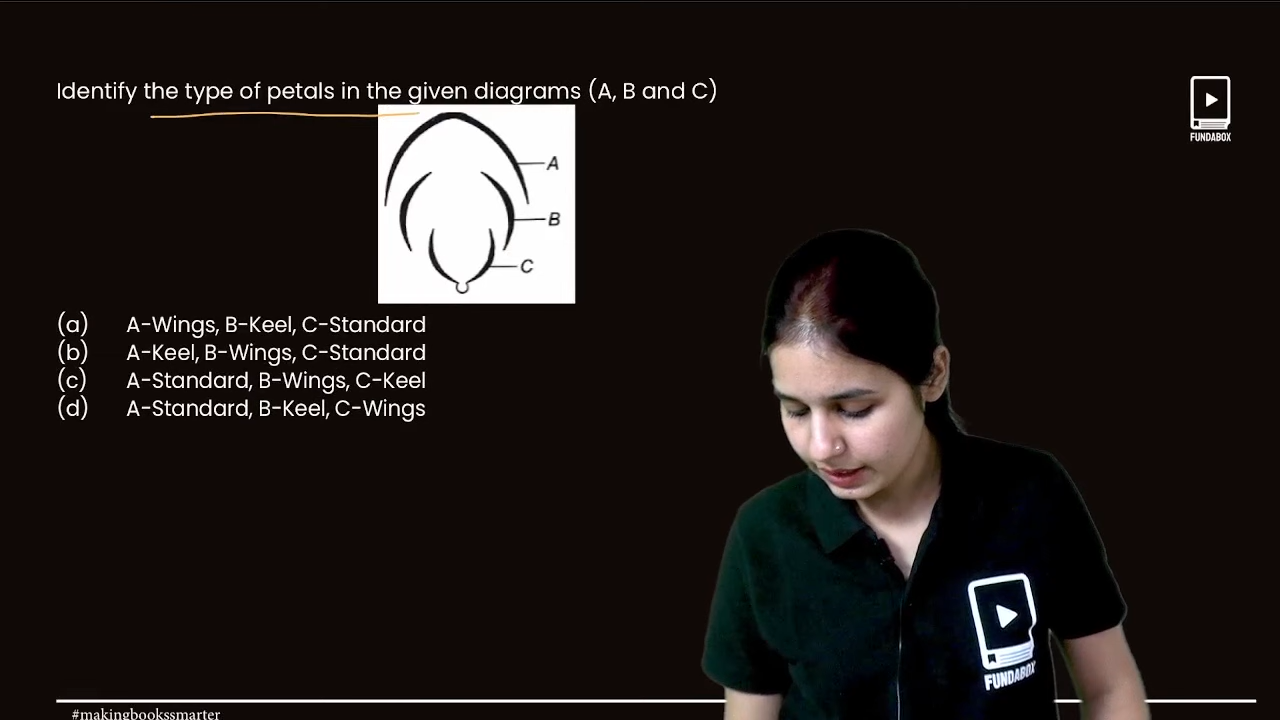 Identify the type of petals in the given diagrams (A, B and C)
FUNDABOX
A
B
C
(a) A-Wings, B-Keel, C-Standard
(b) A-Keel, B-Wings, C-Standard
(c) A-Standard, B-Wings, C-Keel
(d) A-Standard, B-Keel, C-Wings
FUNDABOX
#makingbookssmarter